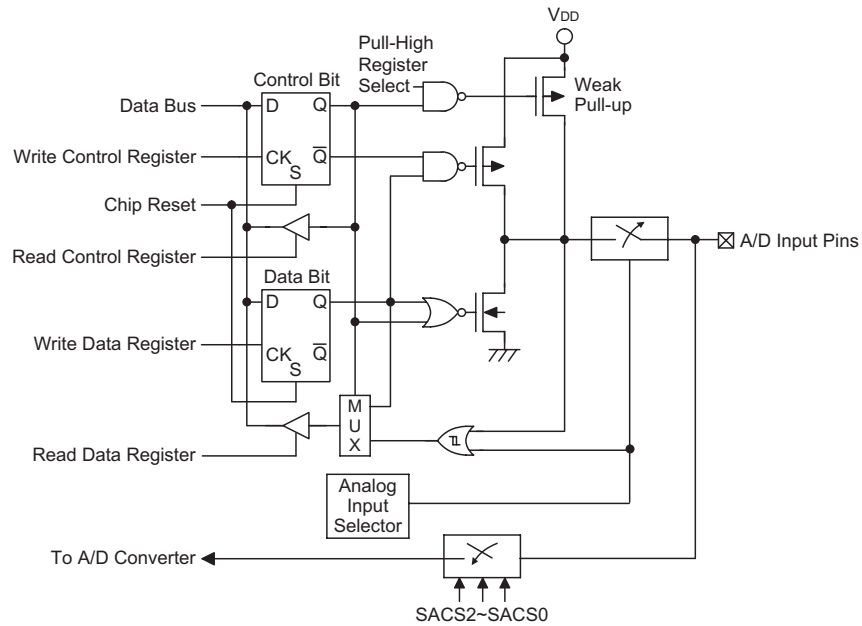 VDD
Pull-High
Register
Select
Weak
Pull-up
Control Bit
Data Bus
D
Q
Write Control Register
CK
Q
S
Chip Reset
Read Control Register
A/D Input Pins
Data Bit
D
Q
Write Data Register
CK
Q
S
M
U
X
Read Data Register
Analog
Input
Selector
To A/D Converter
SACS2~SACS0